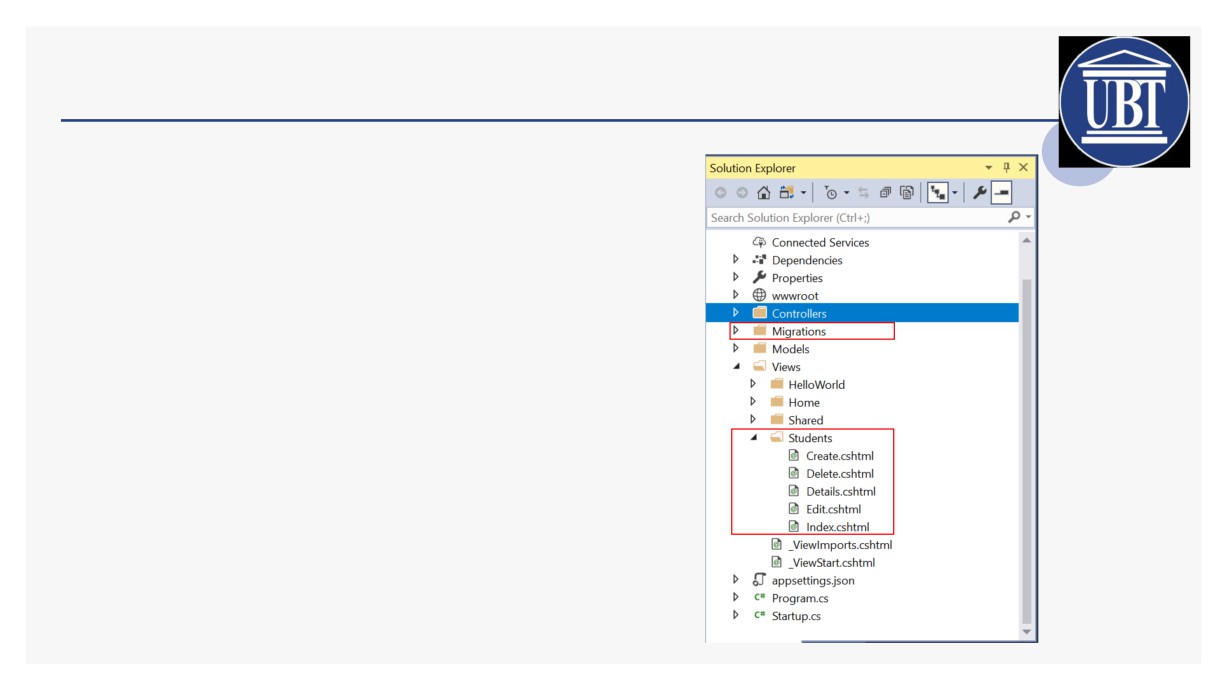 UBT
Solution Explorer
Search Solution Explorer (Ctrl+;)
Connected Services
Dependencies
Properties
wwwroot
Controllers
Migrations
Models
Views
HelloWorld
Home
Shared
Students
Create.cshtml
Delete.cshtml
Details.cshtml
Edit.cshtml
Index.cshtml
_ViewImports.cshtml
_ViewStart.cshtml
appsettings.json
C# Program.cs
C# Startup.cs